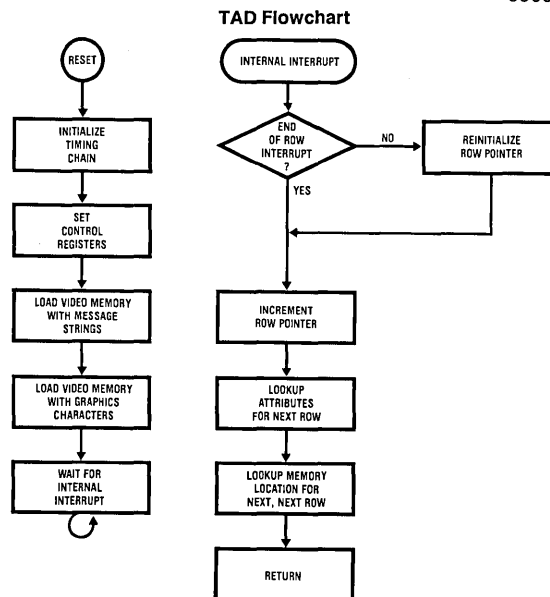 TAD Flowchart
RESET
INITIALIZE
TIMING
CHAIN
SET
CONTROL
REGISTERS
LOAD VIDEO MEMORY
WITH MESSAGE
STRINGS
LOAD VIDEO MEMORY
WITH GRAPHICS
CHARACTERS
WAIT FOR
INTERNAL
INTERRUPT
INTERNAL INTERRUPT
END
OF ROW
INTERRUPT
?
NO
YES
REINITIALIZE
ROW POINTER
INCREMENT
ROW POINTER
LOOKUP
ATTRIBUTES
FOR NEXT ROW
LOOKUP MEMORY
LOCATION FOR
NEXT, NEXT ROW
RETURN